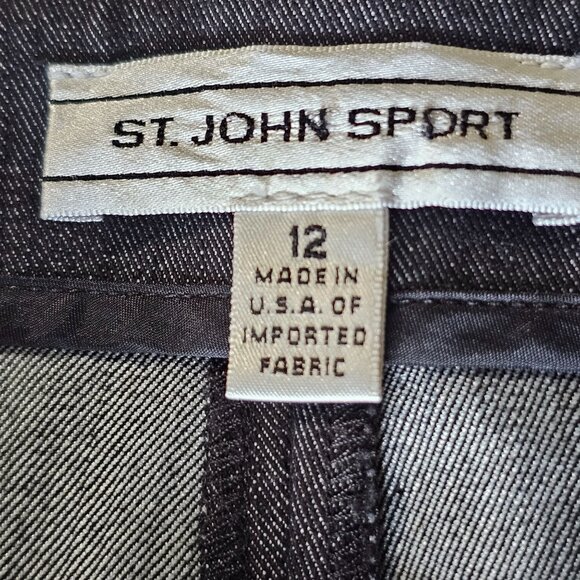 ST. JOHN SPORT
12
MADE IN
U.S.A. OF
IMPORTED
FABRIC